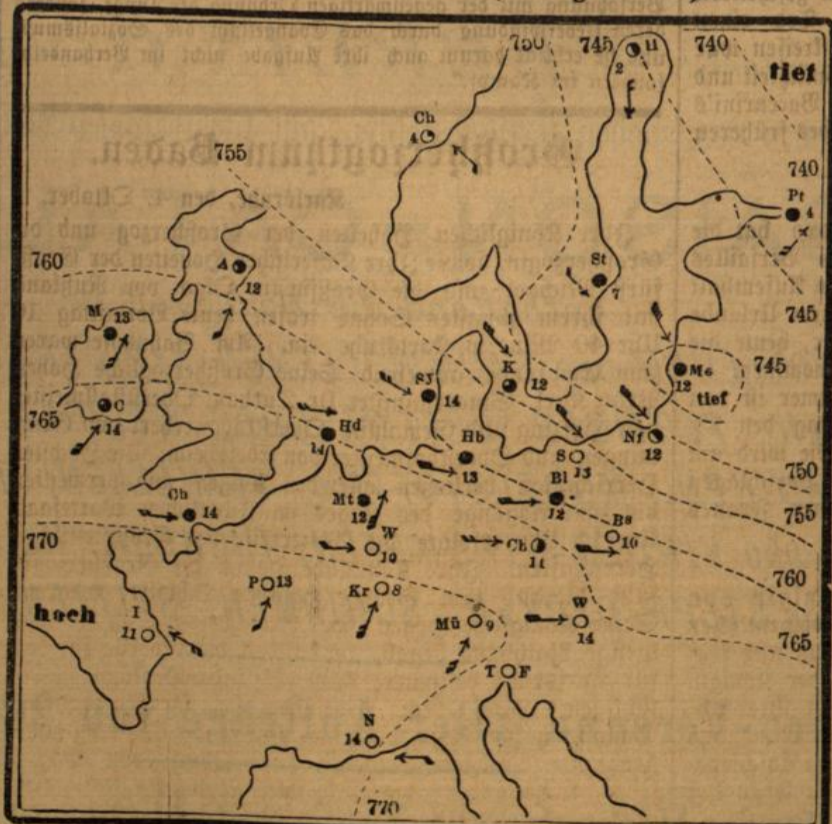 750 745 H 740
2 tief
Ch
4
755
740
Pt
4
760 A St
12 7
M 13
745
Sy K Me 745
14 12 12 tief
765 C
14
Hd Hb S Nf
14 13 13 12
750
Ch 14 Mt Bl
12 12 755
770 W Ch Bs
10 11 10
760
P 13 Kr 8
hoch I
11 Mü 9 W
14 765
T F
N
14
770